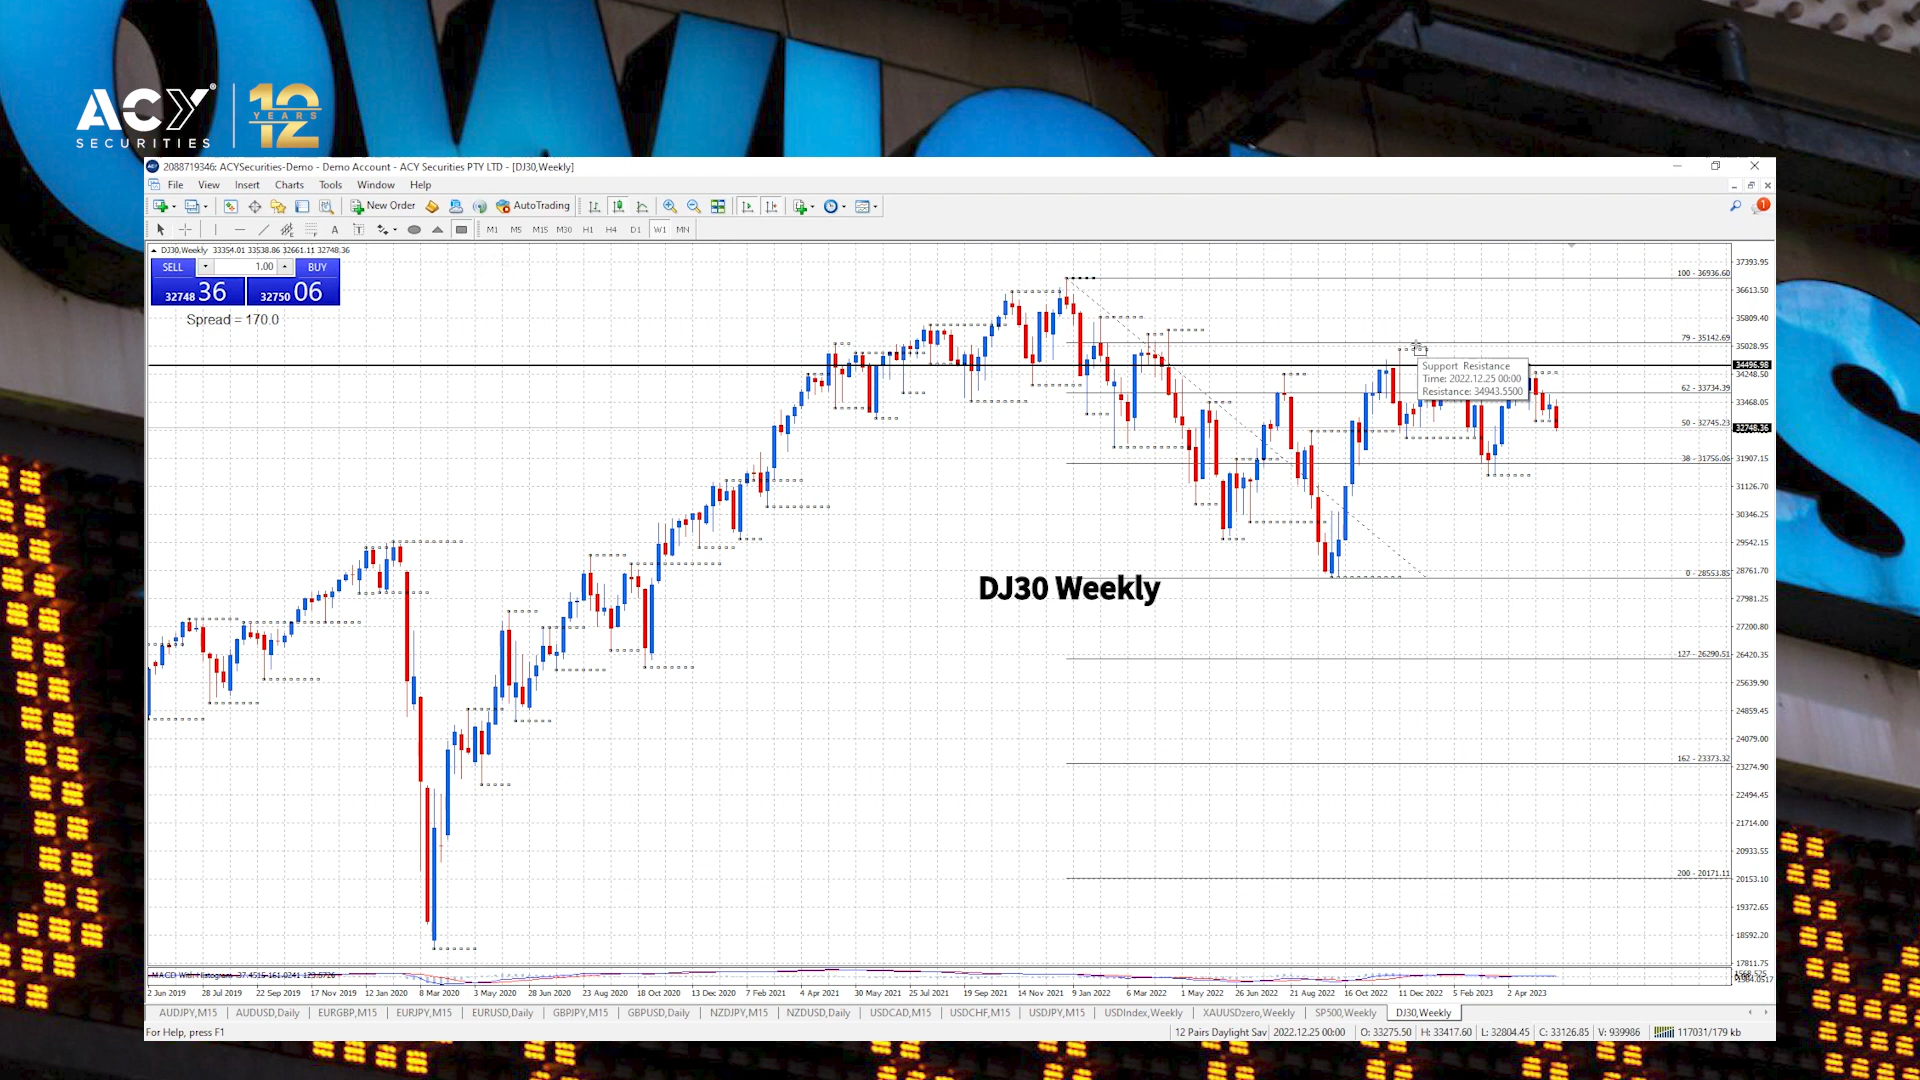 OWJONES
ACY®
SECURITIES
12
YEARS
2088719346: ACYSecurities-Demo - Demo Account - ACY Securities PTY LTD - [DJ30,Weekly]
File View Insert Charts Tools Window Help
New Order AutoTrading
1
A T M1 M5 M15 M30 H1 H4 D1 W1 MN
DJ30,Weekly 33354.01 33538.86 32661.11 32748.36
SELL 1.00 BUY
32748 36 32750 06
Spread = 170.0
37393.95
100 - 36936.60
36613.50
35809.40
79 - 35142.69
35028.95
34496.98
34248.50
62 - 33734.39
33468.05
50 - 32745.23
32748.36
38 - 31756.06
31907.15
31126.70
30346.25
29542.15
28761.70
0 - 28553.85
27981.25
27200.80
26420.35
127 - 26290.51
25639.90
24859.45
24079.00
162 - 23373.32
23274.90
22494.45
21714.00
20933.55
200 - 20171.11
20153.10
19372.65
18592.20
17811.75
Support Resistance
Time: 2022.12.25 00:00
Resistance: 34943.5500
DJ30 Weekly
2 Jun 2019 28 Jul 2019 22 Sep 2019 17 Nov 2019 12 Jan 2020 8 Mar 2020 3 May 2020 28 Jun 2020 23 Aug 2020 18 Oct 2020 13 Dec 2020 7 Feb 2021 4 Apr 2021 30 May 2021 25 Jul 2021 19 Sep 2021 14 Nov 2021 9 Jan 2022 6 Mar 2022 1 May 2022 26 Jun 2022 21 Aug 2022 16 Oct 2022 11 Dec 2022 5 Feb 2023 2 Apr 2023
AUDJPY,M15 AUDUSD,Daily EURGBP,M15 EURJPY,M15 EURUSD,Daily GBPJPY,M15 GBPUSD,Daily NZDJPY,M15 NZDUSD,Daily USDCAD,M15 USDCHF,M15 USDJPY,M15 USDIndex,Weekly XAUUSDzero,Weekly SP500,Weekly DJ30,Weekly
For Help, press F1 12 Pairs Daylight Sav 2022.12.25 00:00 O: 33275.50 H: 33417.60 L: 32804.45 C: 33126.85 V: 939986 117031/179 kb